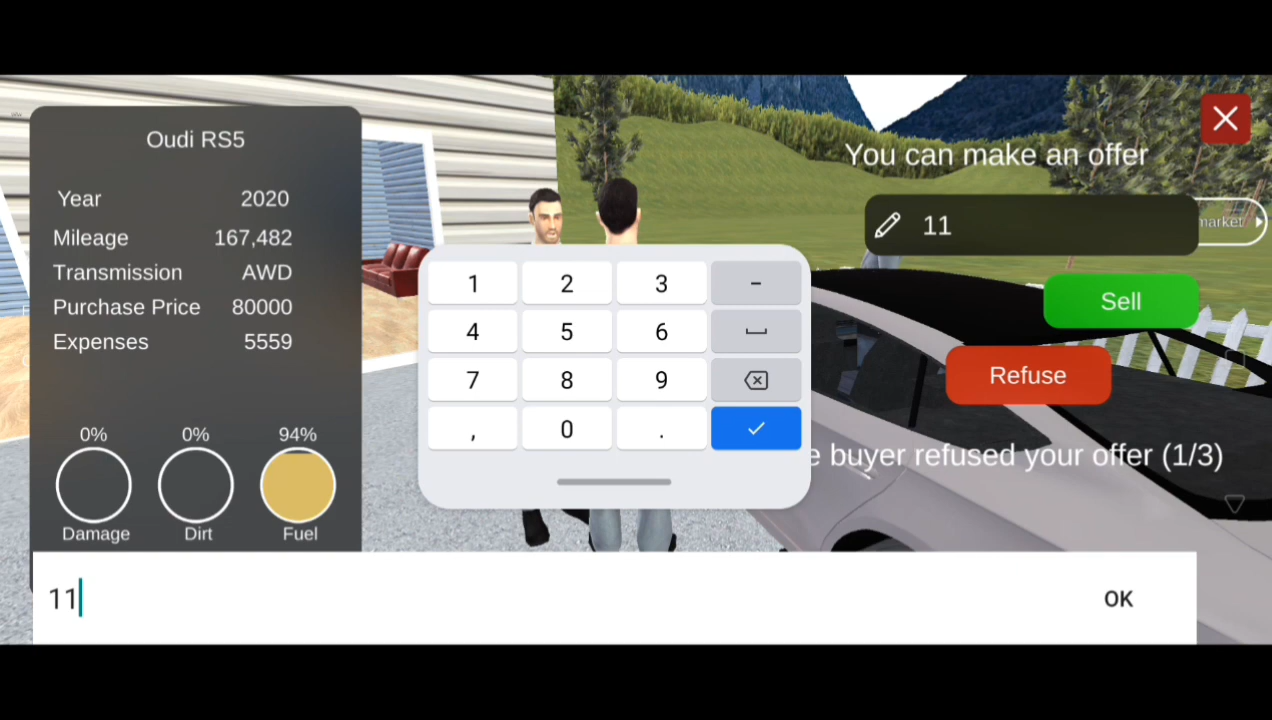 Oudi RS5
Year 2020
Mileage 167,482
Transmission AWD
Purchase Price 80000
Expenses 5559
0% 0% 94%
Damage Dirt Fuel
You can make an offer
11
market
Sell
Refuse
buyer refused your offer (1/3)
1 2 3 -
4 5 6
7 8 9
, 0 .
11
OK